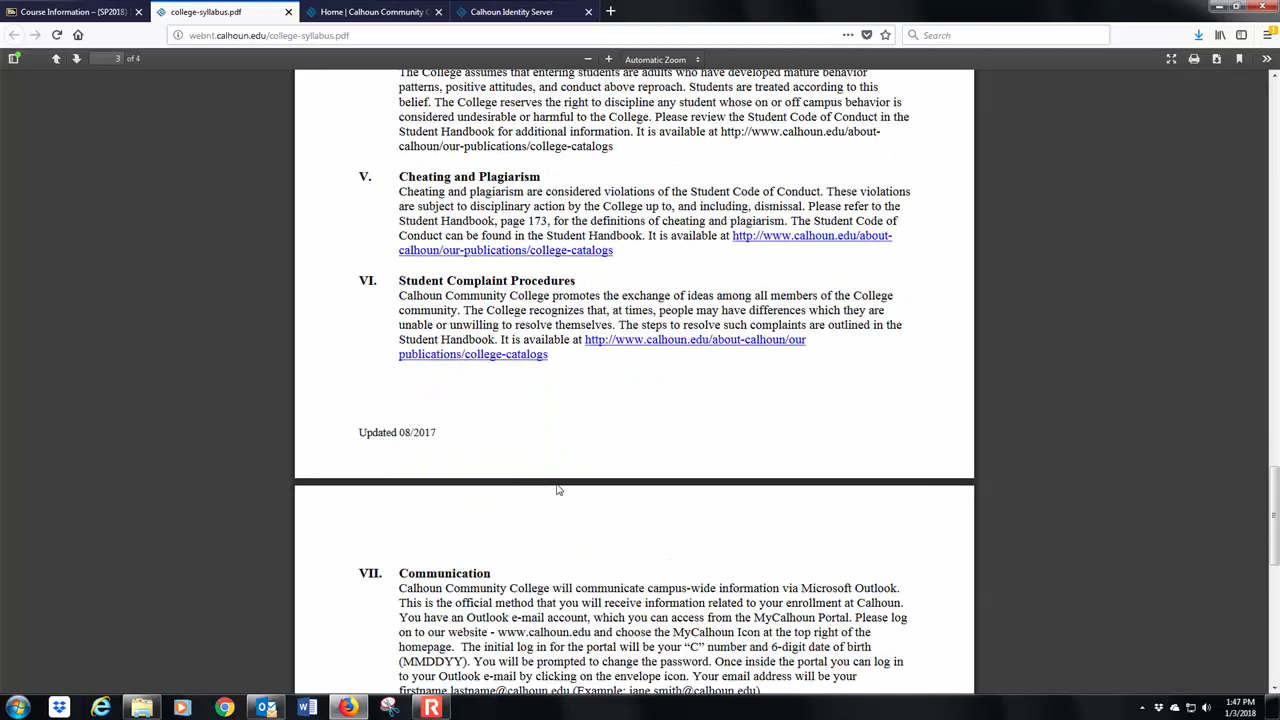 Course Information – (SP2018)
college-syllabus.pdf
Home | Calhoun Community C
Calhoun Identity Server
webnt.calhoun.edu/college-syllabus.pdf
Search
3 of 4
Automatic Zoom
The College assumes that entering students are adults who have developed mature behavior
patterns, positive attitudes, and conduct above reproach. Students are treated according to this
belief. The College reserves the right to discipline any student whose on or off campus behavior is
considered undesirable or harmful to the College. Please review the Student Code of Conduct in the
Student Handbook for additional information. It is available at http://www.calhoun.edu/about-
calhoun/our-publications/college-catalogs
V. Cheating and Plagiarism
Cheating and plagiarism are considered violations of the Student Code of Conduct. These violations
are subject to disciplinary action by the College up to, and including, dismissal. Please refer to the
Student Handbook, page 173, for the definitions of cheating and plagiarism. The Student Code of
Conduct can be found in the Student Handbook. It is available at http://www.calhoun.edu/about-
calhoun/our-publications/college-catalogs
VI. Student Complaint Procedures
Calhoun Community College promotes the exchange of ideas among all members of the College
community. The College recognizes that, at times, people may have differences which they are
unable or unwilling to resolve themselves. The steps to resolve such complaints are outlined in the
Student Handbook. It is available at http://www.calhoun.edu/about-calhoun/our
publications/college-catalogs
Updated 08/2017
VII. Communication
Calhoun Community College will communicate campus-wide information via Microsoft Outlook.
This is the official method that you will receive information related to your enrollment at Calhoun.
You have an Outlook e-mail account, which you can access from the MyCalhoun Portal. Please log
on to our website - www.calhoun.edu and choose the MyCalhoun Icon at the top right of the
homepage. The initial log in for the portal will be your “C” number and 6-digit date of birth
(MMDDYY). You will be prompted to change the password. Once inside the portal you can log in
to your Outlook e-mail by clicking on the envelope icon. Your email address will be your
firstname.lastname@calhoun.edu (Example: jane.smith@calhoun.edu)
1:47 PM
1/3/2018